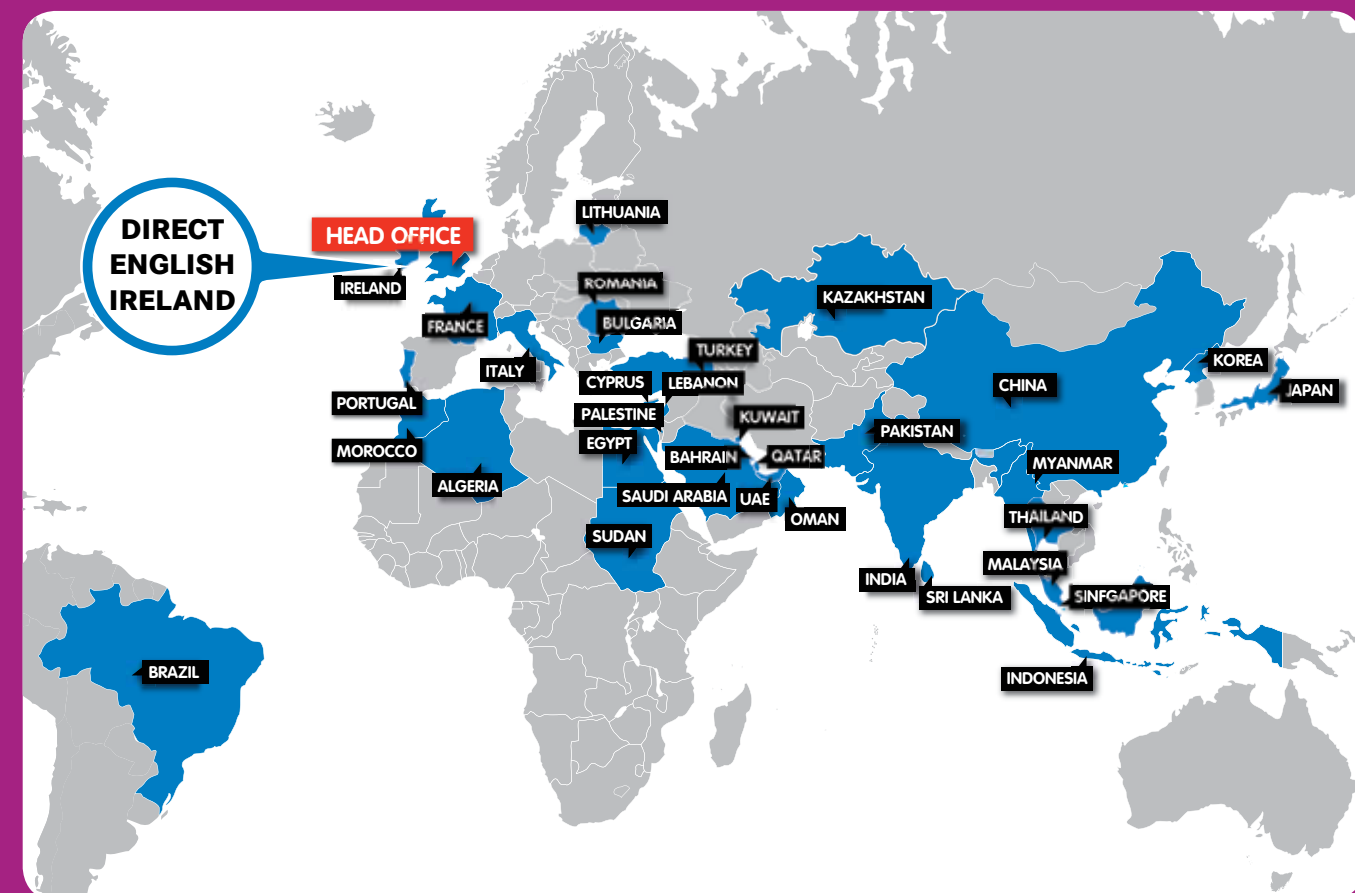 DIRECT
ENGLISH
IRELAND
HEAD OFFICE
IRELAND
LITHUANIA
ROMANIA
BULGARIA
FRANCE
ITALY
TURKEY
CYPRUS
LEBANON
PORTUGAL
PALESTINE
KUWAIT
MOROCCO
EGYPT
BAHRAIN
QATAR
ALGERIA
SAUDI ARABIA
UAE
OMAN
SUDAN
KAZAKHSTAN
CHINA
KOREA
JAPAN
PAKISTAN
MYANMAR
THAILAND
MALAYSIA
INDIA
SRI LANKA
SINFGAPORE
INDONESIA
BRAZIL